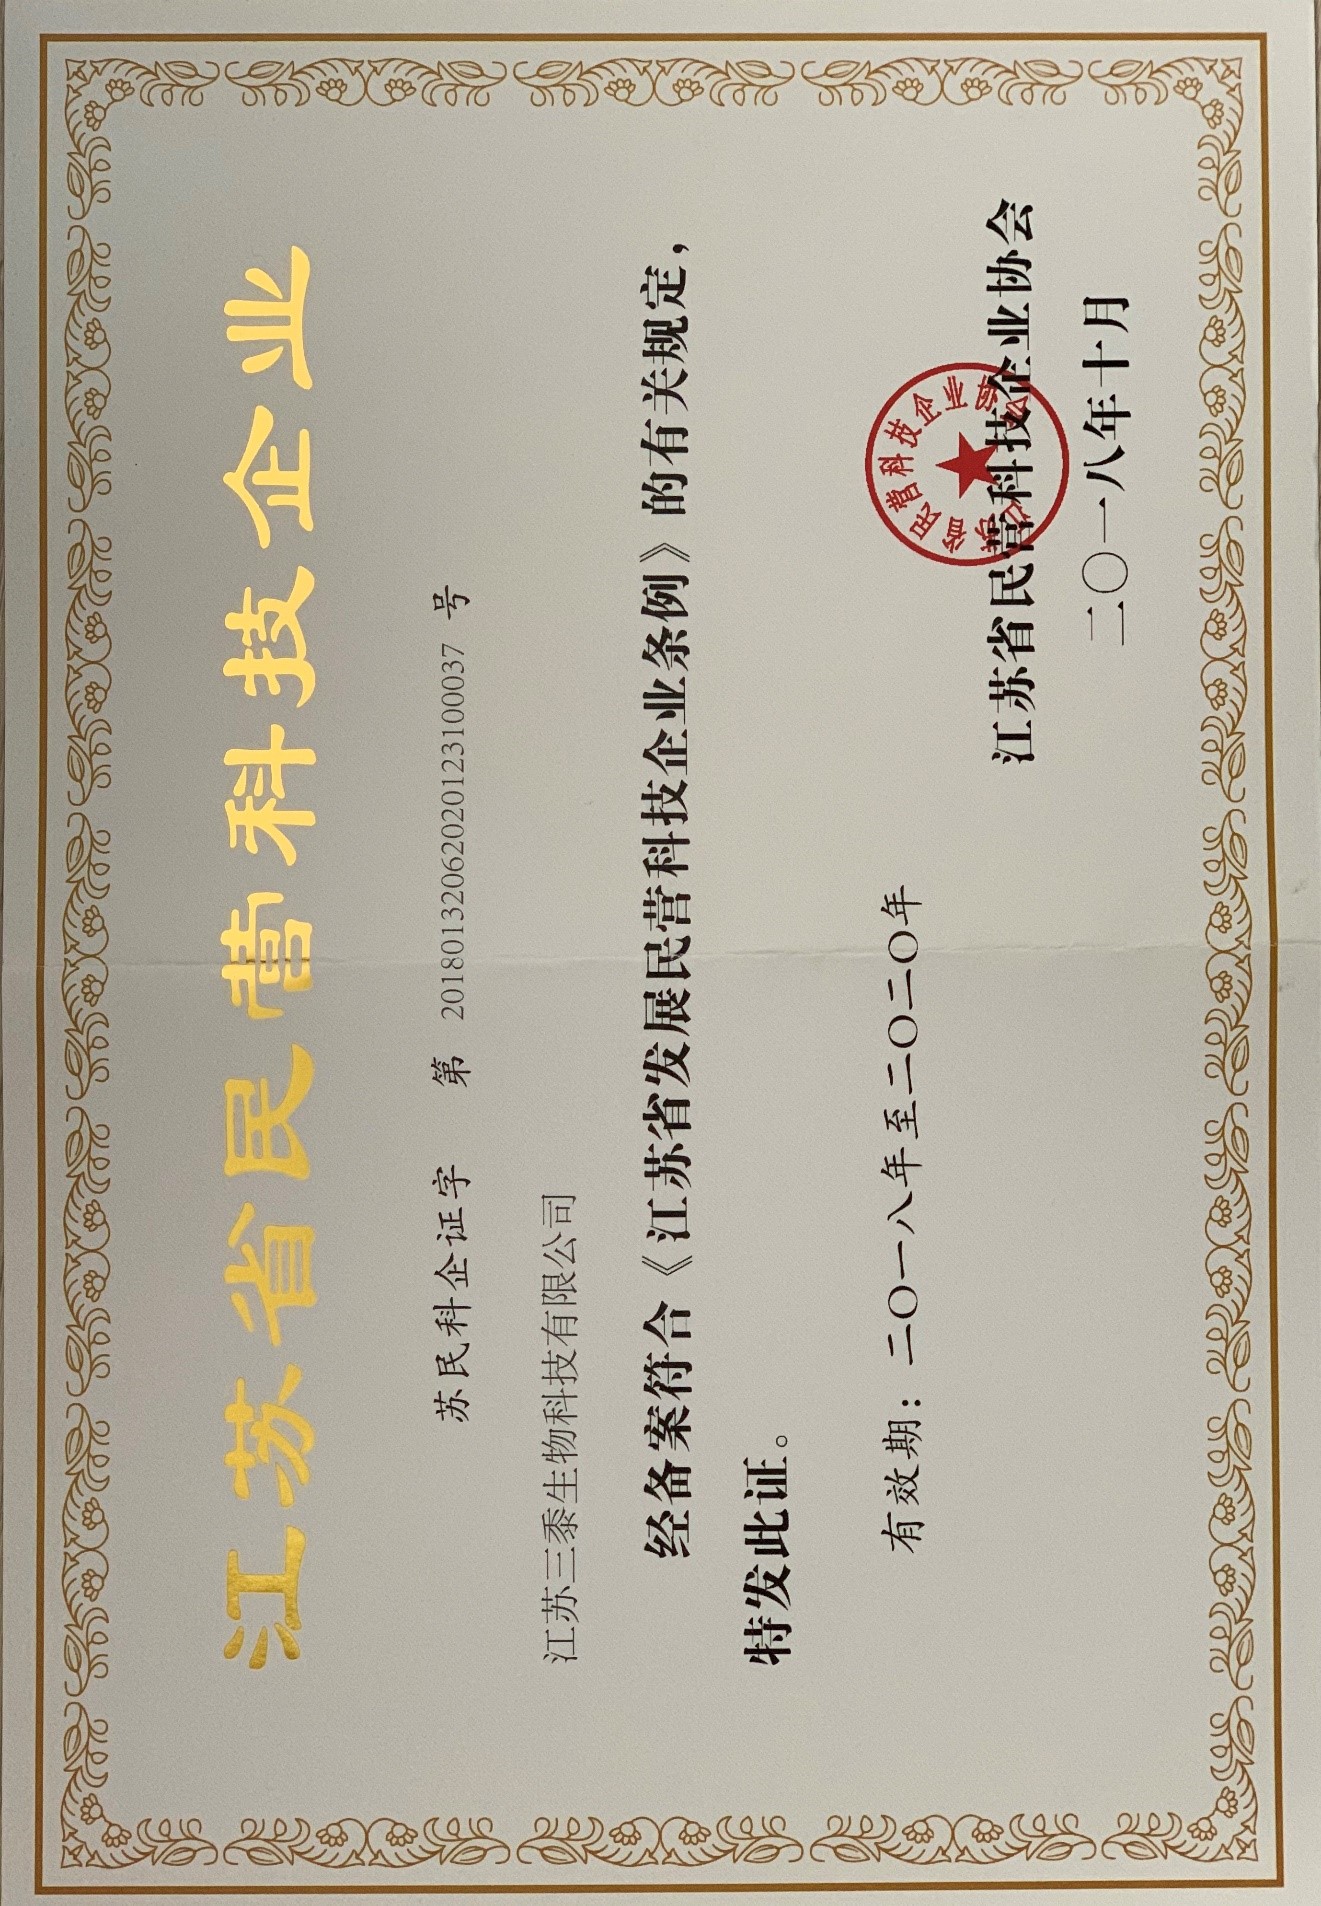 江苏省民营科技企业
苏民科企证字 第 20180132062020123100037 号
江苏三黍生物科技有限公司
经备案符合《江苏省发展民营科技企业条例》的有关规定，
特发此证。
有效期：二〇一八年至二〇二〇年
江苏省民营科技企业协会
二〇一八年十月